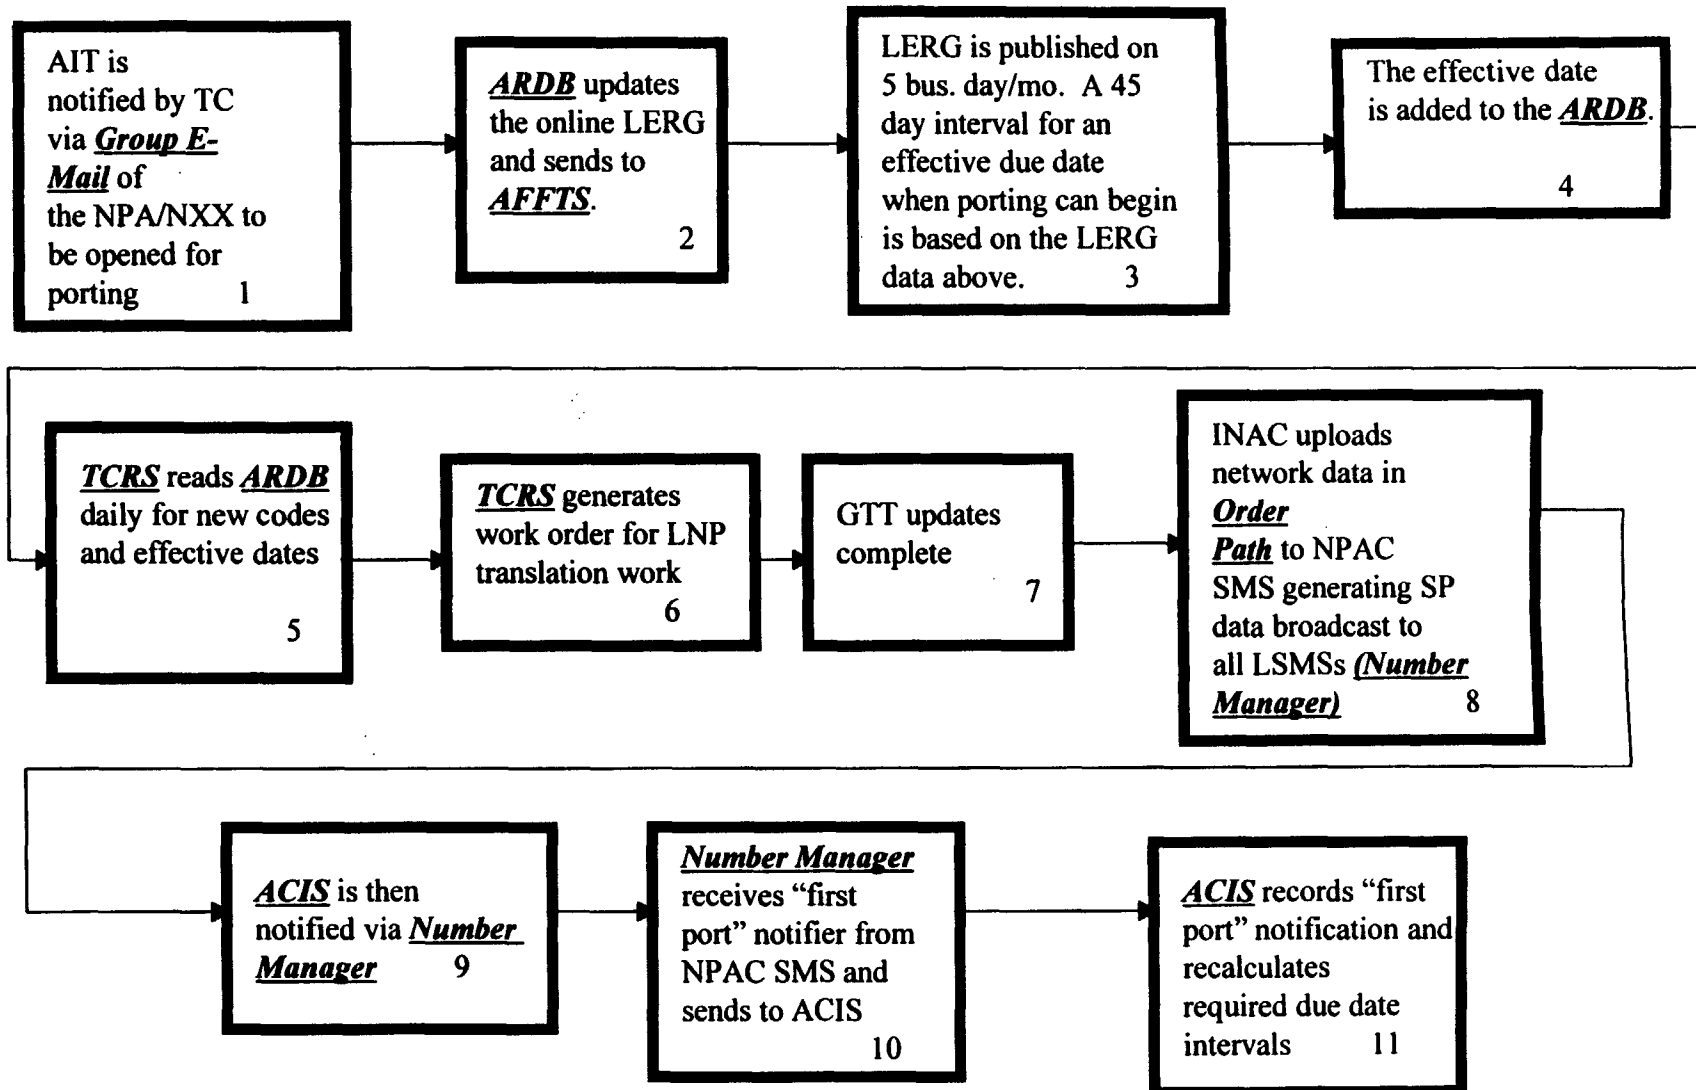 AIT is
notified by TC
via Group E-
Mail of
the NPA/NXX to
be opened for
porting 1
ARDB updates
the online LERG
and sends to
AFFTS.
2
LERG is published on
5 bus. day/mo. A 45
day interval for an
effective due date
when porting can begin
is based on the LERG
data above. 3
The effective date
is added to the ARDB.
4
TCRS reads ARDB
daily for new codes
and effective dates
5
TCRS generates
work order for LNP
translation work
6
GTT updates
complete
7
INAC uploads
network data in
Order
Path to NPAC
SMS generating SP
data broadcast to
all LSMSs (Number
Manager) 8
ACIS is then
notified via Number
Manager 9
Number Manager
receives “first
port” notifier from
NPAC SMS and
sends to ACIS
10
ACIS records “first
port” notification and
recalculates
required due date
intervals 11